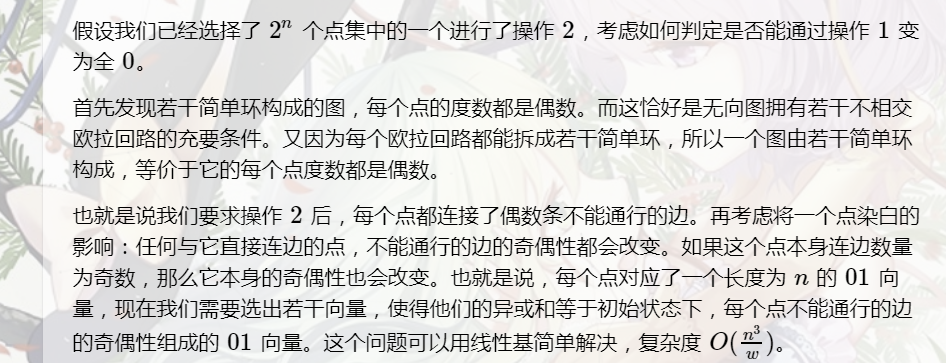 假设我们已经选择了 2ⁿ 个点集中的一个进行了操作 2，考虑如何判定是否能通过操作 1 变
为全 0。
首先发现若干简单环构成的图，每个点的度数都是偶数。而这恰好是无向图拥有若干不相交
欧拉回路的充要条件。又因为每个欧拉回路都能拆成若干简单环，所以一个图由若干简单环
构成，等价于它的每个点度数都是偶数。
也就是说我们要求操作 2 后，每个点都连接了偶数条不能通行的边。再考虑将一个点染白的
影响：任何与它直接连边的点，不能通行的边的奇偶性都会改变。如果这个点本身连边数量
为奇数，那么它本身的奇偶性也会改变。也就是说，每个点对应了一个长度为 n 的 01 向
量，现在我们需要选出若干向量，使得他们的异或和等于初始状态下，每个点不能通行的边
的奇偶性组成的 01 向量。这个问题可以用线性基简单解决，复杂度 O(n³/w)。